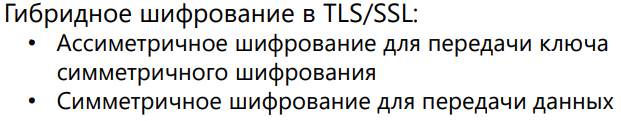 Гибридное шифрование в TLS/SSL:
• Ассиметричное шифрование для передачи ключа
симметричного шифрования
• Симметричное шифрование для передачи данных